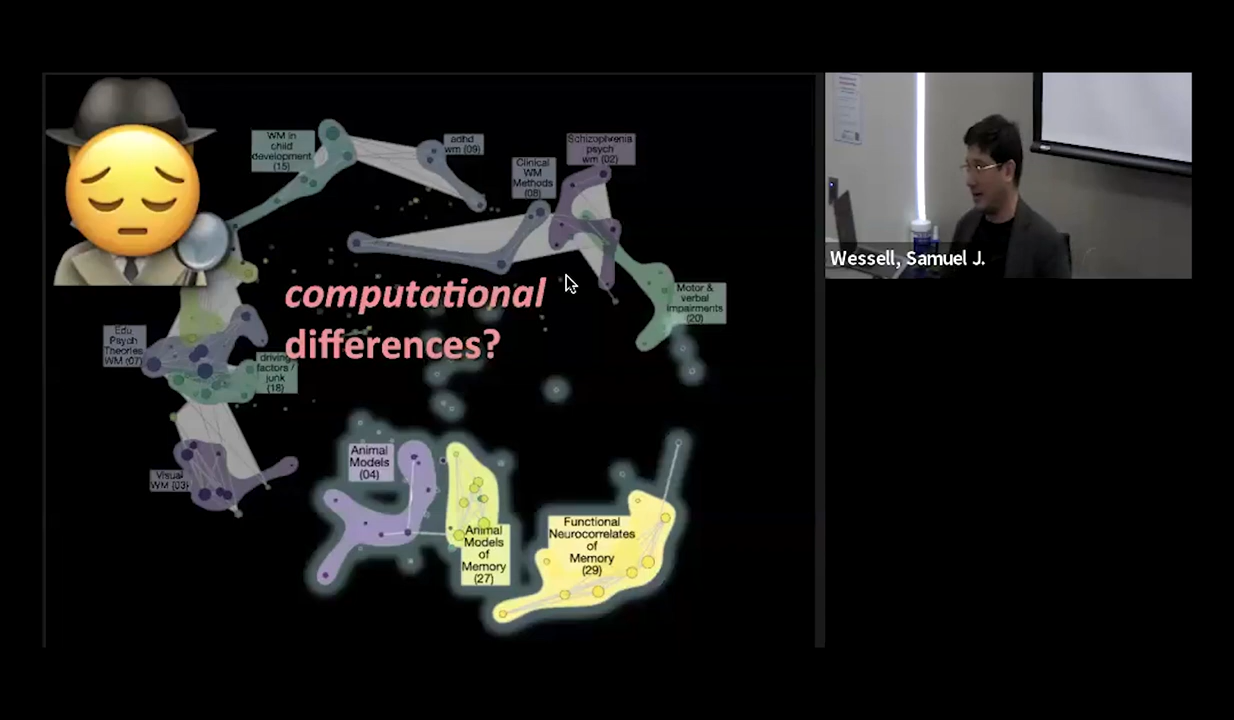 WM in
child
development
(15)
adhd
wm (09)
Schizophrenia
psych
wm (02)
Clinical
WM
Methods
(08)
computational
differences?
Motor &
verbal
impairments
(20)
Edu
Psych
Theories
WM (07)
driving
factors /
junk
(18)
Visual
WM (03)
Animal
Models
(04)
Animal
Models
of
Memory
(27)
Functional
Neurocorrelates
of
Memory
(29)
Wessell, Samuel J.